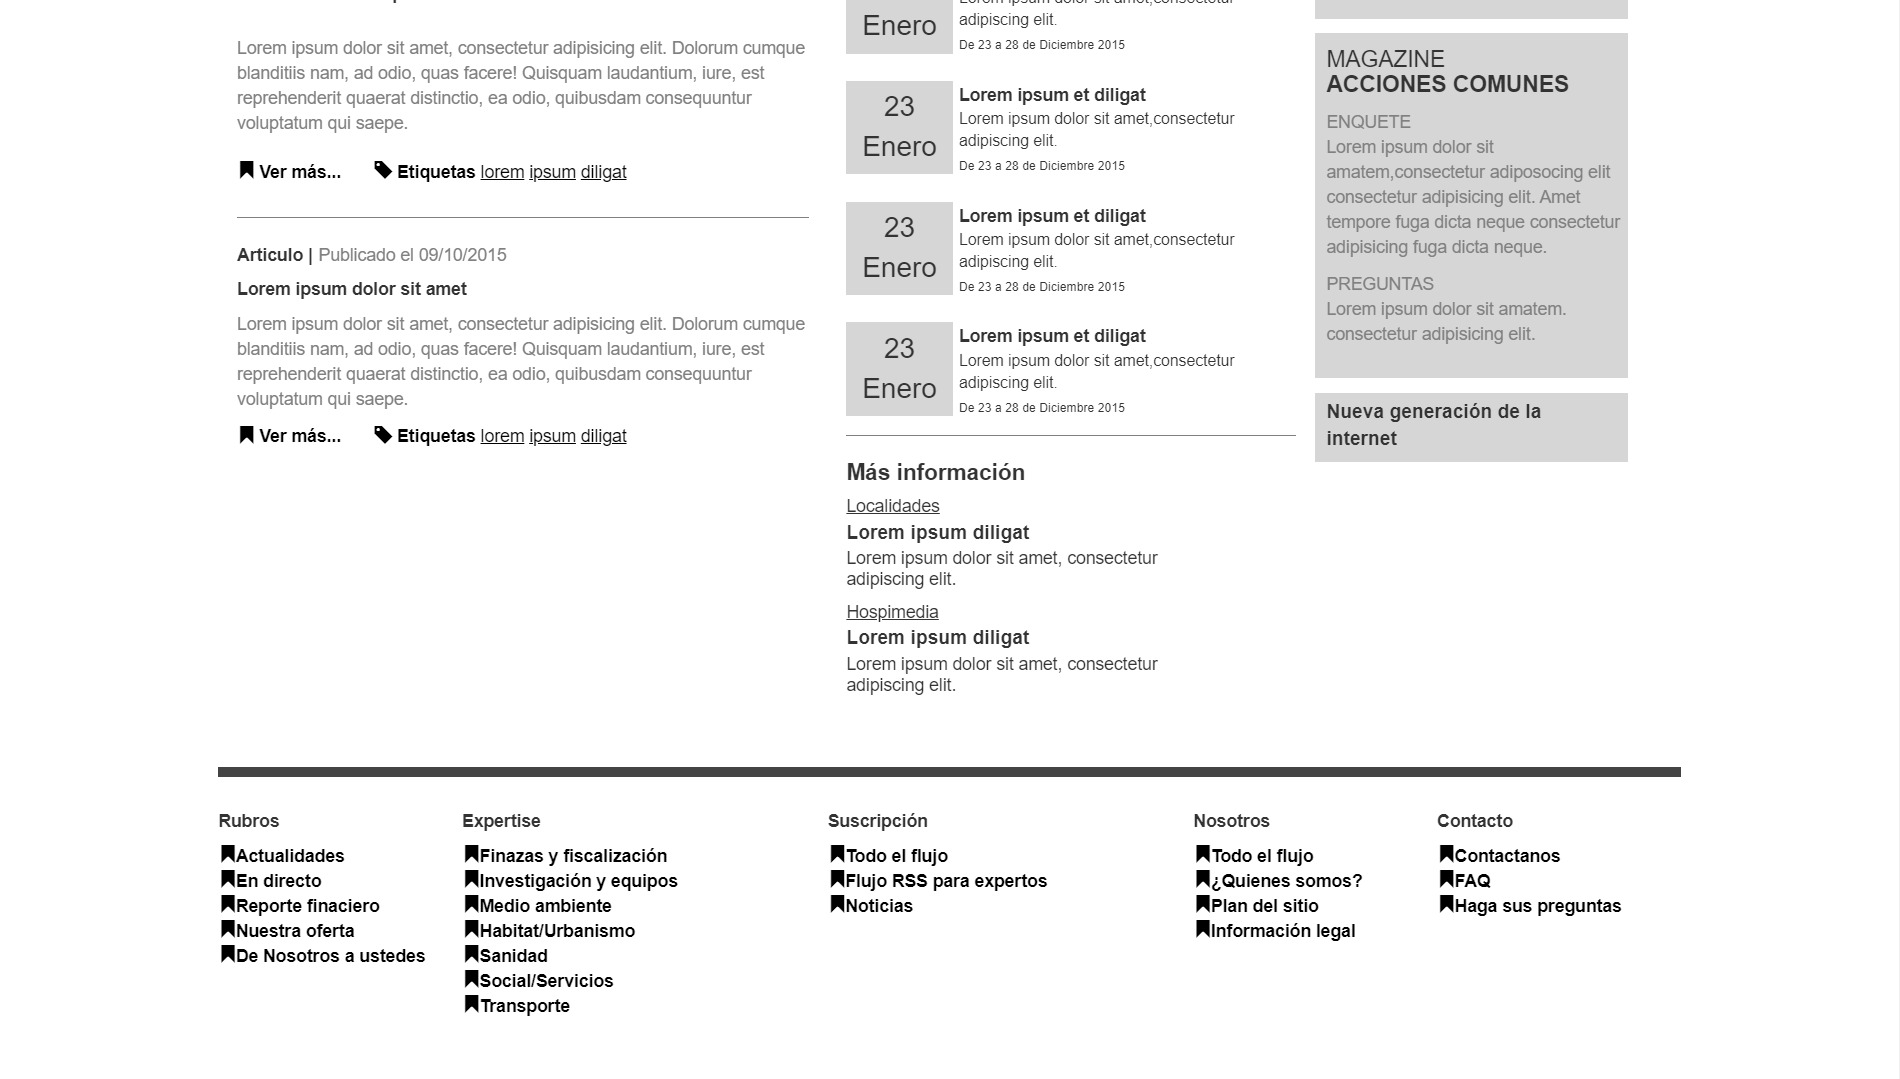 Lorem ipsum dolor sit amet, consectetur adipisicing elit. Dolorum cumque
blanditiis nam, ad odio, quas facere! Quisquam laudantium, iure, est
reprehenderit quaerat distinctio, ea odio, quibusdam consequuntur
voluptatum qui saepe.
Ver más... Etiquetas lorem ipsum diligat
Articulo | Publicado el 09/10/2015
Lorem ipsum dolor sit amet
Lorem ipsum dolor sit amet, consectetur adipisicing elit. Dolorum cumque
blanditiis nam, ad odio, quas facere! Quisquam laudantium, iure, est
reprehenderit quaerat distinctio, ea odio, quibusdam consequuntur
voluptatum qui saepe.
Ver más... Etiquetas lorem ipsum diligat
Enero
Lorem ipsum dolor sit amet,consectetur
adipiscing elit.
De 23 a 28 de Diciembre 2015
23
Enero
Lorem ipsum et diligat
Lorem ipsum dolor sit amet,consectetur
adipiscing elit.
De 23 a 28 de Diciembre 2015
23
Enero
Lorem ipsum et diligat
Lorem ipsum dolor sit amet,consectetur
adipiscing elit.
De 23 a 28 de Diciembre 2015
23
Enero
Lorem ipsum et diligat
Lorem ipsum dolor sit amet,consectetur
adipiscing elit.
De 23 a 28 de Diciembre 2015
Más información
Localidades
Lorem ipsum diligat
Lorem ipsum dolor sit amet, consectetur
adipiscing elit.
Hospimedia
Lorem ipsum diligat
Lorem ipsum dolor sit amet, consectetur
adipiscing elit.
MAGAZINE
ACCIONES COMUNES
ENQUETE
Lorem ipsum dolor sit
amatem,consectetur adiposocing elit
consectetur adipisicing elit. Amet
tempore fuga dicta neque consectetur
adipisicing fuga dicta neque.
PREGUNTAS
Lorem ipsum dolor sit amatem.
consectetur adipisicing elit.
Nueva generación de la
internet
Rubros
Actualidades
En directo
Reporte finaciero
Nuestra oferta
De Nosotros a ustedes
Expertise
Finazas y fiscalización
Investigación y equipos
Medio ambiente
Habitat/Urbanismo
Sanidad
Social/Servicios
Transporte
Suscripción
Todo el flujo
Flujo RSS para expertos
Noticias
Nosotros
Todo el flujo
¿Quienes somos?
Plan del sitio
Información legal
Contacto
Contactanos
FAQ
Haga sus preguntas